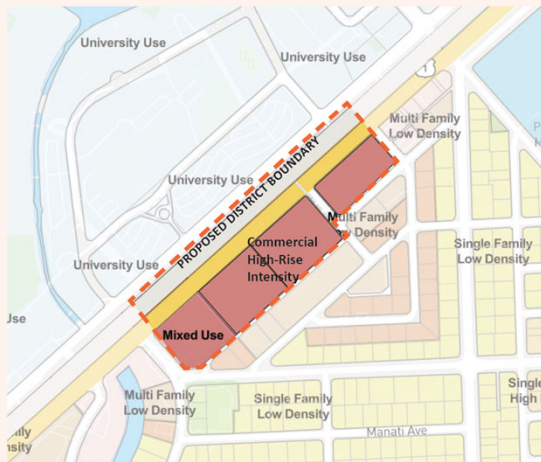 University Use
University Use
1
Multi Family
Low Density
PROPOSED DISTRICT BOUNDARY
University Use
Multi Family
Low Density
Commercial
High-Rise
Intensity
Single Family
Low Density
University Use
Use
Mixed Use
Multi Family
Low Density
Single Family
Low Density
Single
High
Manati Ave